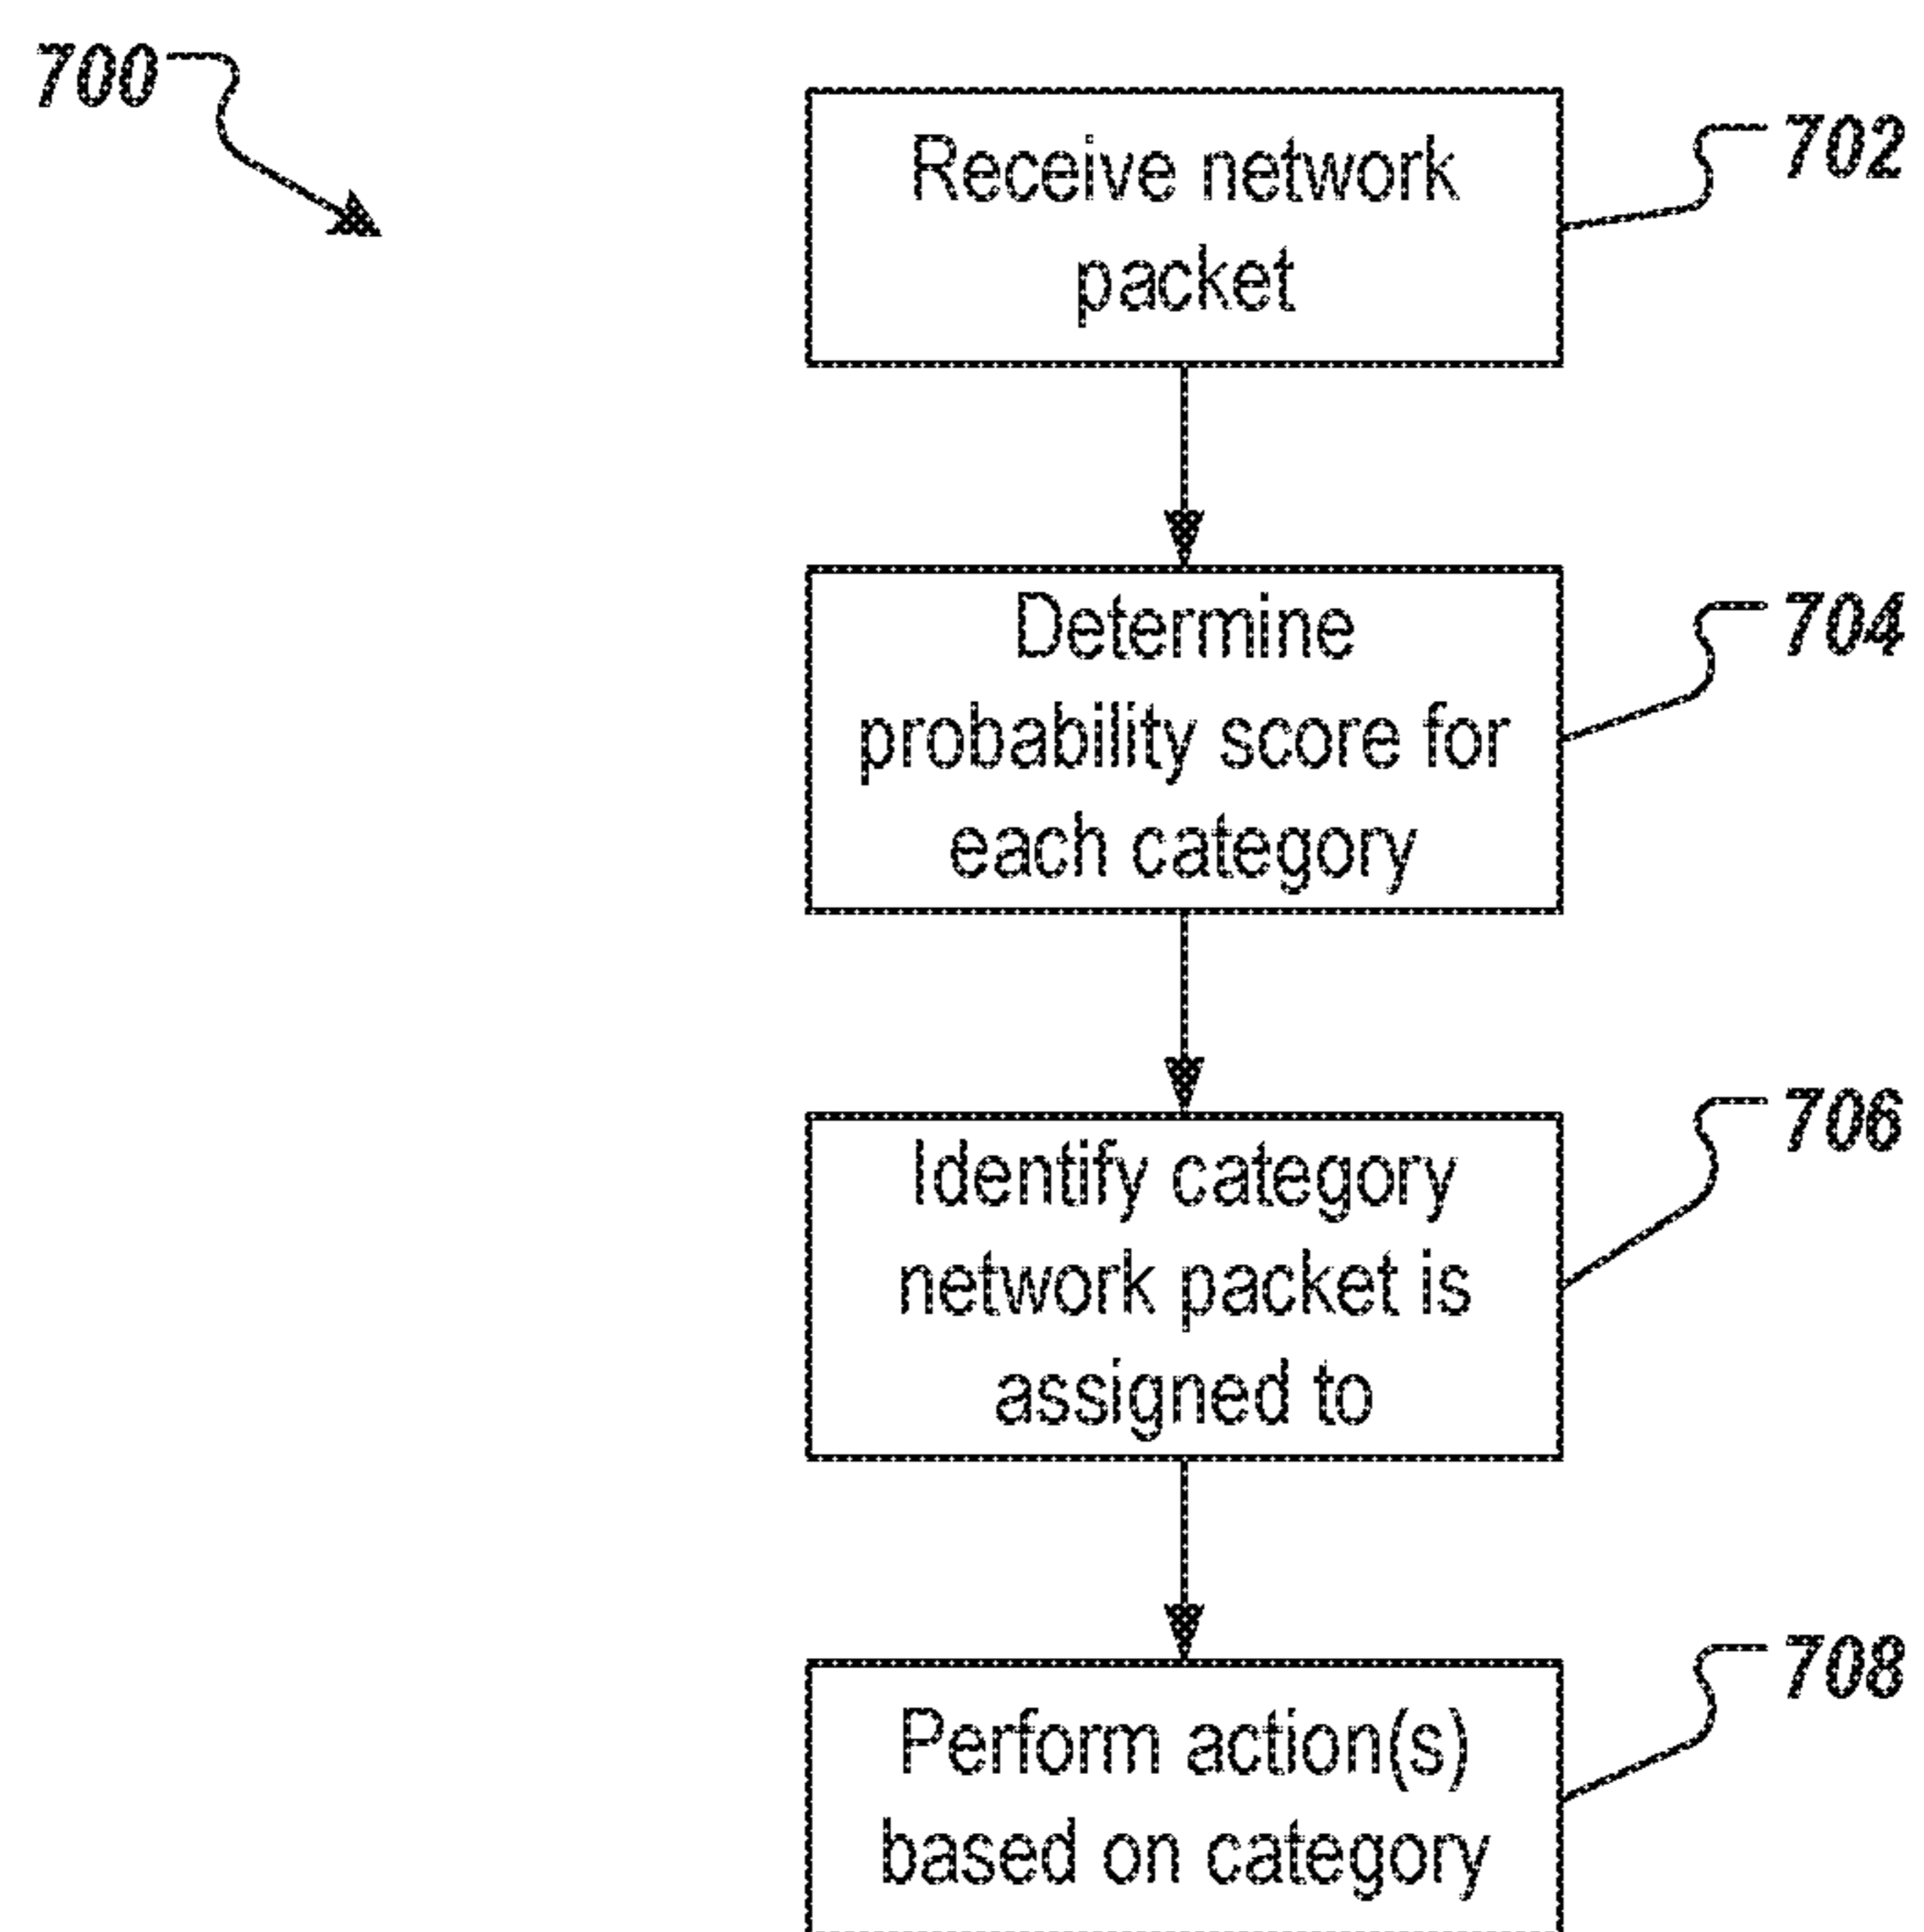 700
Receive network
packet
702
Determine
probability score for
each category
704
Identify category
network packet is
assigned to
706
Perform action(s)
based on category
708